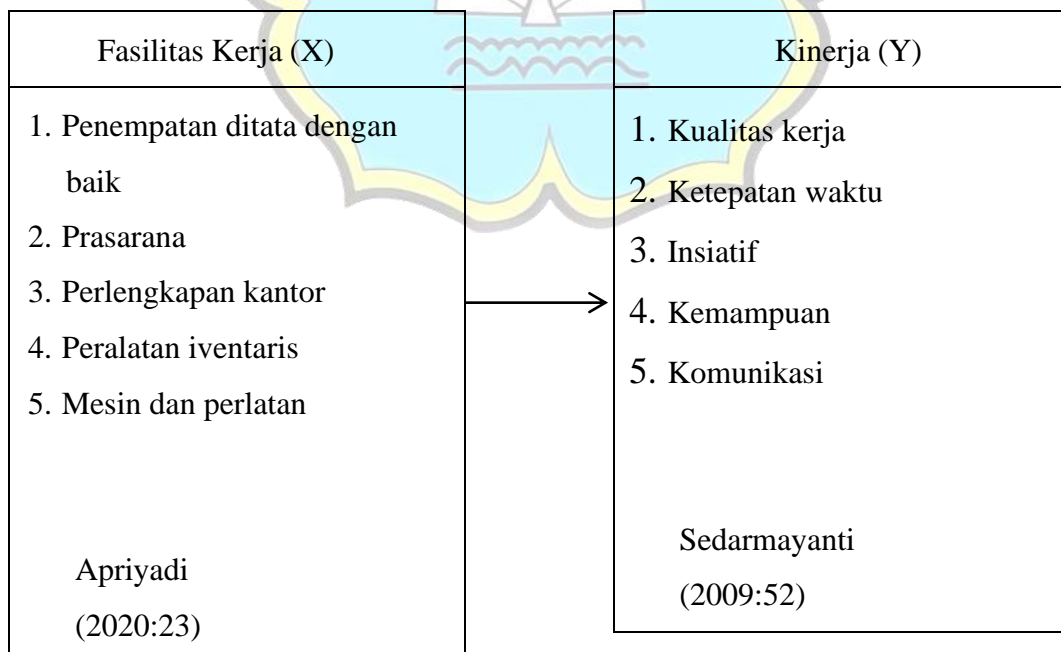 Fasilitas Kerja (X)
1. Penempatan ditata dengan
baik
2. Prasarana
3. Perlengkapan kantor
4. Peralatan iventaris
5. Mesin dan perlatan
Apriyadi
(2020:23)
Kinerja (Y)
1. Kualitas kerja
2. Ketepatan waktu
3. Insiatif
4. Kemampuan
5. Komunikasi
Sedarmayanti
(2009:52)